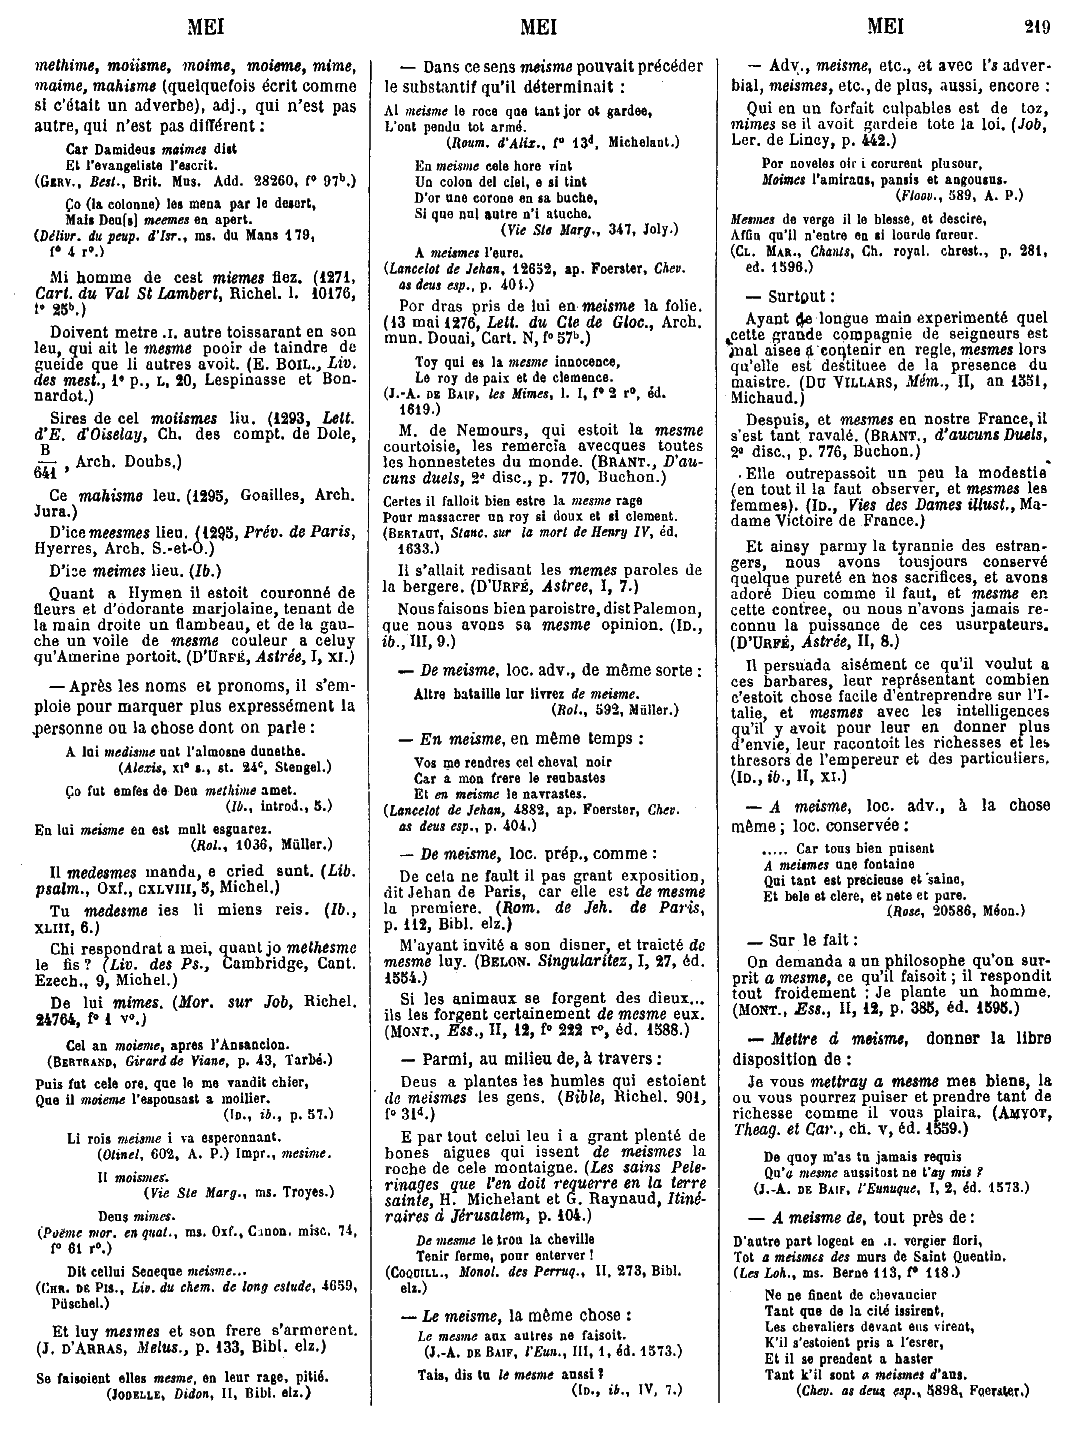 MEI
MEI
MEI 219
methime, moiisme, moime, moieme, mime,
maime, mahisme (quelquefois écrit comme
si c'était un adverbe), adj., qui n'est pas
autre, qui n'est pas différent :
Car Damideus maimes dist
Et l'evangeliste l'escrit.
(GERV., Best., Brit. Mus. Add. 28260, f° 97b.)
Ço (la colonne) les mena par le desert,
Mais Deu[s] meemes en apert.
(Délivr. du peup. d'Isr., ms. du Mans 179,
f° 4 r°.)
Mi homme de cest miemes fiez. (1271,
Cart. du Val St Lambert, Richel. l. 10176,
f° 25b.)
Doivent metre .I. autre toissarant en son
leu, qui ait le mesme pooir de taindre de
gueide que li autres avoit. (E. BOIL., Liv.
des mest., 1e p., L, 20, Lespinasse et Bon-
nardot.)
Sires de cel moiismes liu. (1293, Lett.
d'E. d'Oiselay, Ch. des compt. de Dole,
B
641 , Arch. Doubs.)
Ce mahisme leu. (1295, Goailles, Arch.
Jura.)
D'ice meesmes lieu. (1295, Prév. de Paris,
Hyerres, Arch. S.-et-O.)
D'ice meimes lieu. (Ib.)
Quant a Hymen il estoit couronné de
fleurs et d'odorante marjolaine, tenant de
la main droite un flambeau, et de la gau-
che un voile de mesme couleur a celuy
qu'Amerine portoit. (D'URFÉ, Astrée, I, XI.)
— Après les noms et pronoms, il s'em-
ploie pour marquer plus expressément la
personne ou la chose dont on parle :
A lui medisme unt l'almosne dunethe.
(Alexis, XIe s., st. 24c, Stengel.)
Ço fut emfes de Deu methime amet.
(Ib., introd., 5.)
En lui meisme en est mult esguarez.
(Rol., 1036, Müller.)
Il medesmes manda, e cried sunt. (Lib.
psalm., Oxf., CXLVIII, 5, Michel.)
Tu medesme ies li miens reis. (Ib.,
XLIII, 6.)
Chi respondrat a mei, quant jo methesme
le fis ? (Liv. des Ps., Cambridge, Cant.
Ezech., 9, Michel.)
De lui mimes. (Mor. sur Job, Richel.
24764, f° 1 v°.)
Cel an moieme, apres l'Ansancion.
(BERTRAND, Girard de Viane, p. 43, Tarbé.)
Puis fut cele ore, que le me vandit chier,
Que il moieme l'espousast a mollier.
(ID., ib., p. 57.)
Li rois meisme i va esperonnant.
(Otinel, 602, A. P.) Impr., mesime.
Il moismes.
(Vie Ste Marg., ms. Troyes.)
Deus mimes.
(Poëme mor. en quat., ms. Oxf., Canon. misc. 74,
f° 61 r°.)
Dit cellui Seneque meisme...
(CHR. DE PIS., Liv. du chem. de long estude, 4659,
Püschel.)
Et luy mesmes et son frere s'armerent.
(J. D'ARRAS, Melus., p. 133, Bibl. elz.)
Se faisoient elles mesme, en leur rage, pitié.
(JODELLE, Didon, II, Bibl. elz.)
— Dans ce sens meisme pouvait précéder
le substantif qu'il déterminait :
Al meisme le roce que tant jor ot gardee,
L'ont pendu tot armé.
(Roum. d'Alix., f° 13d, Michelant.)
En meisme cele hore vint
Un colon del ciel, e si tint
D'or une corone en sa buche,
Si que nul autre n'i atuche.
(Vie Ste Marg., 347, Joly.)
A meismes l'eure.
(Lancelot de Jehan, 12652, ap. Foerster, Chev.
as deus esp., p. 401.)
Por dras pris de lui en meisme la folie.
(13 mai 1276, Lett. du Cte de Gloc., Arch.
mun. Douai, Cart. N, f° 57b.)
Toy qui es la mesme innocence,
Le roy de paix et de clemence.
(J.-A. DE BAIF, les Mimes, l. I, f° 2 r°, éd.
1619.)
M. de Nemours, qui estoit la mesme
courtoisie, les remercia avecques toutes
les honnestetes du monde. (BRANT., D'au-
cuns duels, 2e disc., p. 770, Buchon.)
Certes il falloit bien estre la mesme rage
Pour massacrer un roy si doux et si clement.
(BERTAUT, Stanc. sur la mort de Henry IV, éd.
1633.)
Il s'allait redisant les memes paroles de
la bergere. (D'URFÉ, Astree, I, 7.)
Nous faisons bien paroistre, dist Palemon,
que nous avons sa mesme opinion. (ID.,
ib., III, 9.)
— De meisme, loc. adv., de même sorte :
Altre bataille lur livrez de meisme.
(Rol., 592, Müller.)
— En meisme, en même temps :
Vos me rendres cel cheval noir
Car a mon frere le reubastes
Et en meisme le navrastes.
(Lancelot de Jehan, 4882, ap. Foerster, Chev.
as deus esp., p. 404.)
— De meisme, loc. prép., comme :
De cela ne fault il pas grant exposition,
dit Jehan de Paris, car elle est de mesme
la premiere. (Rom. de Jeh. de Paris,
p. 112, Bibl. elz.)
M'ayant invité a son disner, et traicté de
mesme luy. (BELON. Singularitez, I, 27, éd.
1554.)
Si les animaux se forgent des dieux...
ils les forgent certainement de mesme eux.
(MONT., Ess., II, 12, f° 222 r°, éd. 1588.)
— Parmi, au milieu de, à travers :
Deus a plantes les humles qui estoient
de meismes les gens. (Bible, Richel. 901,
f° 31d.)
E par tout celui leu i a grant plenté de
bones aigues qui issent de meismes la
roche de cele montaigne. (Les sains Pele-
rinages que l'en doit requerre en la terre
sainte, H. Michelant et G. Raynaud, Itiné-
raires à Jérusalem, p. 104.)
De mesme le trou la cheville
Tenir ferme, pour enterver !
(COQUILL., Monol. des Perruq., II, 273, Bibl.
elz.)
— Le meisme, la même chose :
Le mesme aux autres ne faisoit.
(J.-A. DE BAIF, l'Eun., III, 1, éd. 1573.)
Tais, dis tu le mesme aussi ?
(ID., ib., IV, 7.)
— Adv., meisme, etc., et avec l's adver-
bial, meismes, etc., de plus, aussi, encore :
Qui en un forfait culpables est de toz,
mimes se il avoit gardeie tote la loi. (Job,
Ler. de Lincy, p. 442.)
Por noveles oir i corurent plusour,
Moimes l'amiraus, pansis et angousus.
(Floov., 589, A. P.)
Mesmes de verge il le blesse, et descire,
Affin qu'il n'entre en si lourde fureur.
(CL. MAR., Chants, Ch. royal. chrest., p. 281,
ed. 1596.)
— Surtout :
Ayant de longue main experimenté quel
cette grande compagnie de seigneurs est
mal aisee a contenir en regle, mesmes lors
qu'elle est destituee de la presence du
maistre. (DU VILLARS, Mém., II, an 1551,
Michaud.)
Despuis, et mesmes en nostre France, il
s'est tant ravalé. (BRANT., d'aucuns Duels,
2e disc., p. 776, Buchon.)
Elle outrepassoit un peu la modestie
(en tout il la faut observer, et mesmes les
femmes). (ID., Vies des Dames illust., Ma-
dame Victoire de France.)
Et ainsy parmy la tyrannie des estran-
gers, nous avons tousjours conservé
quelque pureté en nos sacrifices, et avons
adoré Dieu comme il faut, et mesme en
cette contree, ou nous n'avons jamais re-
connu la puissance de ces usurpateurs.
(D'URFÉ, Astrée, II, 8.)
Il persuada aisément ce qu'il voulut a
ces barbares, leur représentant combien
c'estoit chose facile d'entreprendre sur l'I-
talie, et mesmes avec les intelligences
qu'il y avoit pour leur en donner plus
d'envie, leur racontoit les richesses et les
thresors de l'empereur et des particuliers.
(ID., ib., II, XI.)
— A meisme, loc. adv., à la chose
même ; loc. conservée :
..... Car tous bien puisent
A meismes une fontaine
Qui tant est precieuse et saine,
Et bele et clere, et nete et pure.
(Rose, 20586, Méon.)
— Sur le fait :
On demanda a un philosophe qu'on sur-
prit a mesme, ce qu'il faisoit ; il respondit
tout froidement : Je plante un homme.
(MONT., Ess., II, 12, p. 385, éd. 1595.)
— Mettre a meisme, donner la libre
disposition de :
Je vous mettray a mesme mes biens, la
ou vous pourrez puiser et prendre tant de
richesse comme il vous plaira. (AMYOT,
Theag. et Car., ch. V, éd. 1559.)
De quoy m'as tu jamais requis
Qu'a mesme aussitost ne t'ay mis ?
(J.-A. DE BAIF, l'Eunuque, I, 2, éd. 1573.)
— A meisme de, tout près de :
D'autre part logent en .I. vergier flori,
Tot a meismes des murs de Saint Quentin.
(Les Loh., ms. Berne 113, f° 118.)
Ne ne finent de chevaucier
Tant que de la cité issirent,
Les chevaliers devant eus virent,
K'il s'estoient pris a l'esrer,
Et il se prendent a haster
Tant k'il sont a meismes d'aus.
(Chev. as deus esp., 5898, Foerster.)